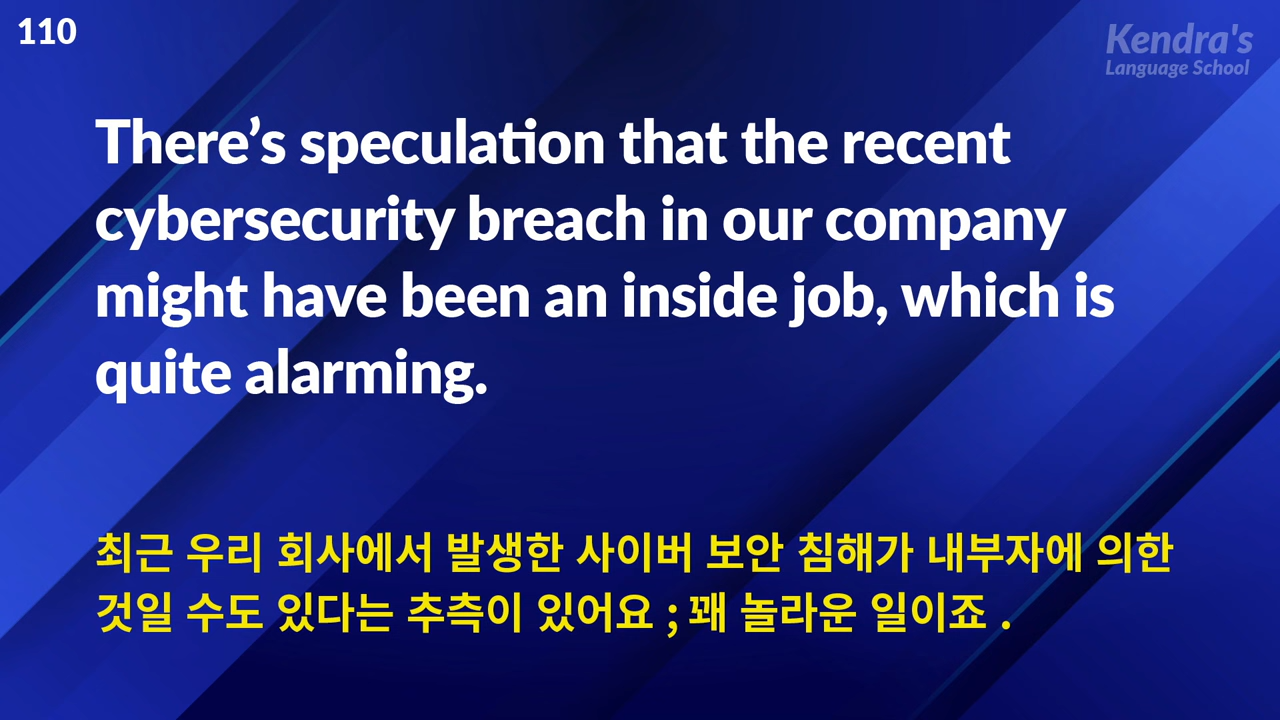 110
Kendra's
Language School
There’s speculation that the recent
cybersecurity breach in our company
might have been an inside job, which is
quite alarming.
최근 우리 회사에서 발생한 사이버 보안 침해가 내부자에 의한
것일 수도 있다는 추측이 있어요 ; 꽤 놀라운 일이죠 .